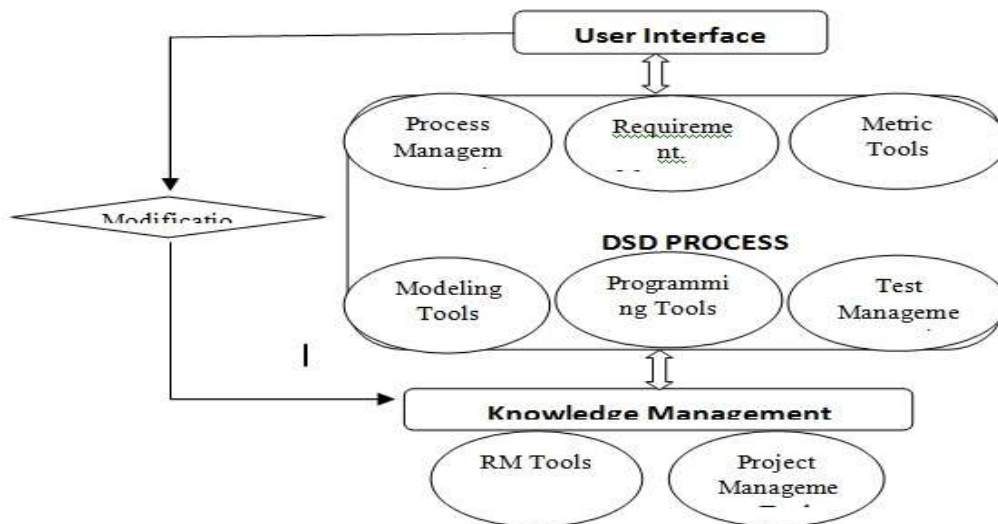 User Interface
Process
Managem
Requireme
nt.
Metric
Tools
Modificatio
DSD PROCESS
Modeling
Tools
Programmi
ng Tools
Test
Manageme
Knowledge Management
RM Tools
Project
Manageme